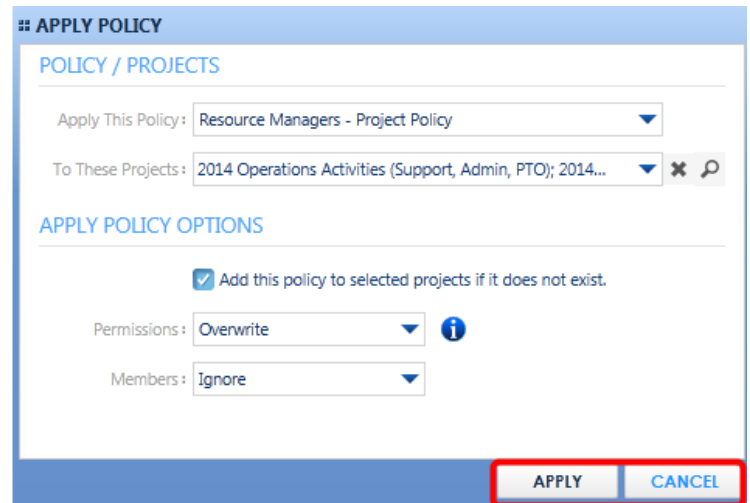 APPLY POLICY
POLICY / PROJECTS
Apply This Policy: Resource Managers - Project Policy
To These Projects: 2014 Operations Activities (Support, Admin, PTO); 2014...
APPLY POLICY OPTIONS
Add this policy to selected projects if it does not exist.
Permissions: Overwrite
Members: Ignore
APPLY CANCEL